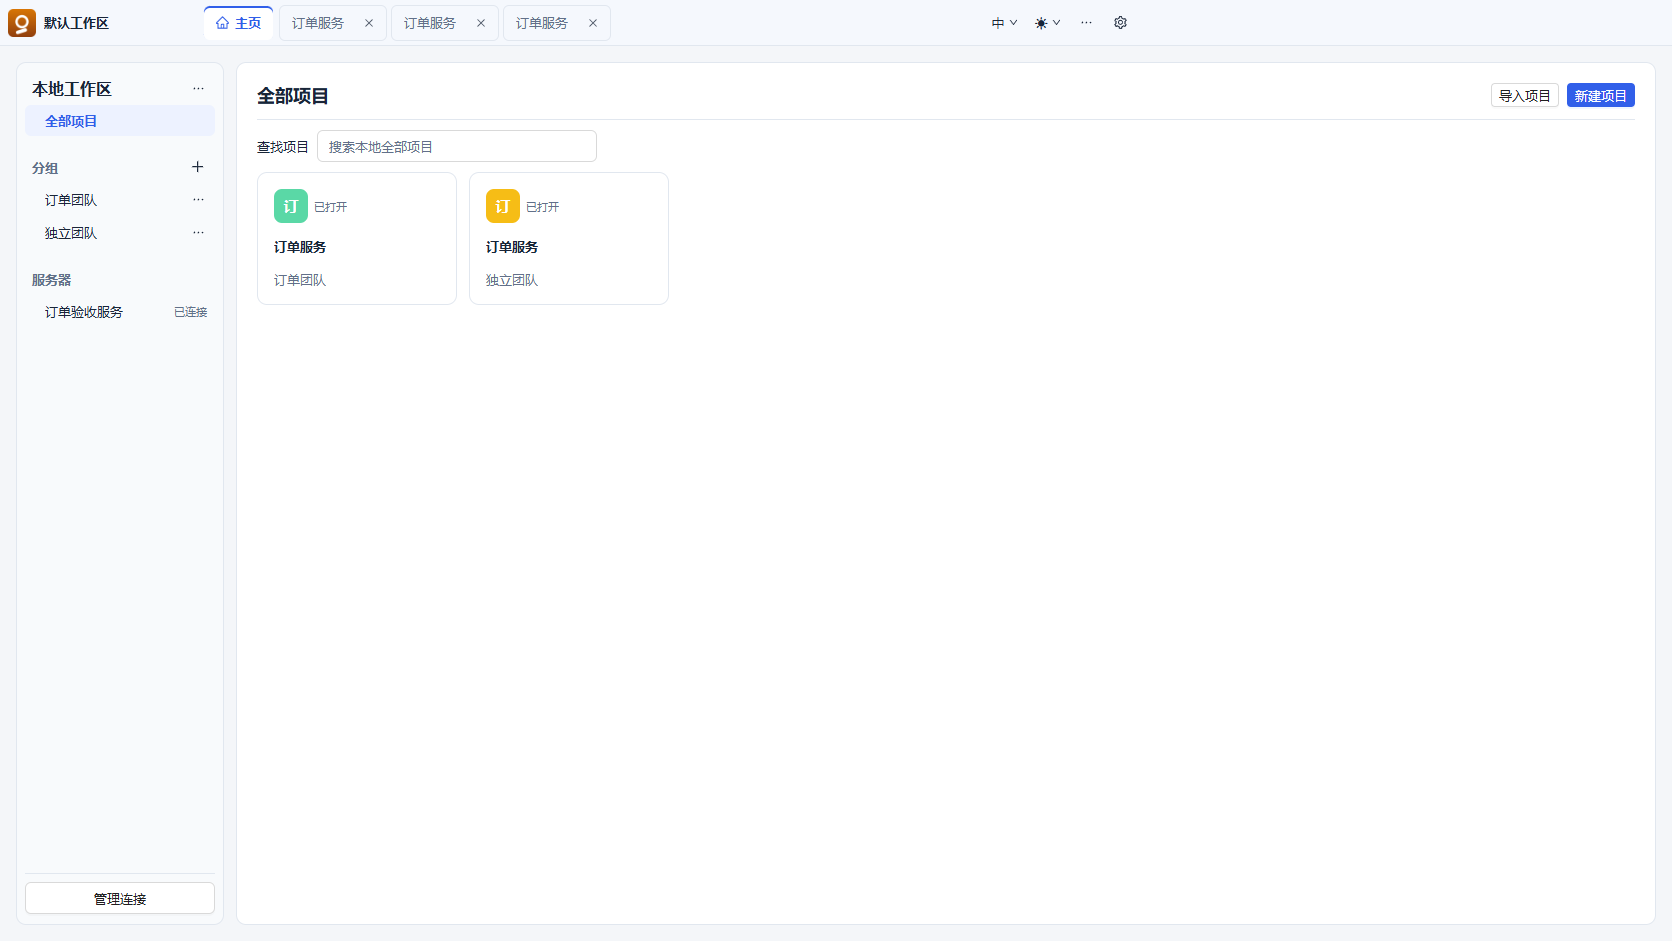 默认工作区
主页
订单服务
订单服务
订单服务
中
本地工作区
全部项目
分组
订单团队
独立团队
服务器
订单验收服务 已连接
管理连接
全部项目
导入项目
新建项目
查找项目
搜索本地全部项目
订 已打开
订单服务
订单团队
订 已打开
订单服务
独立团队